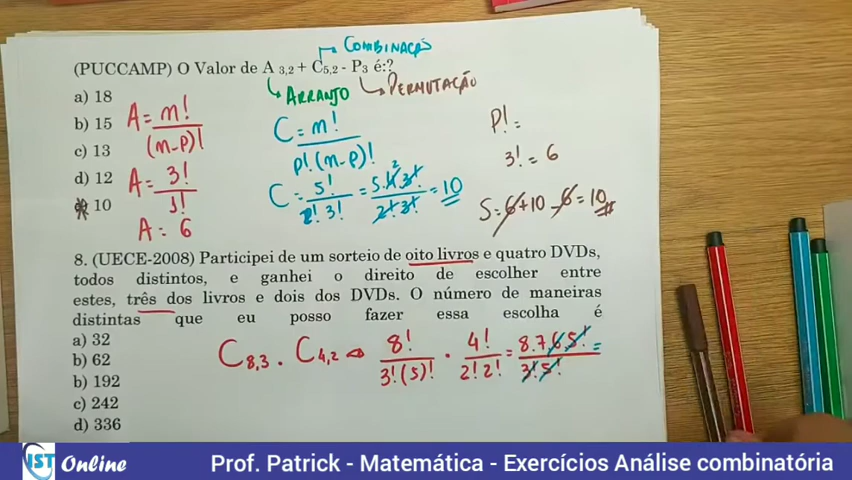 COMBINAÇÃO
(PUCCAMP) O Valor de A 3,2 + C5,2 - P3 é:?
ARRANJO
PERMUTAÇÃO
a) 18
b) 15
c) 13
d) 12
10
A = n!
(n-p)!
A = 3!
1!
A = 6
C = n!
p! (n-p)!
C = 5! = 5.4.3! = 10
2! 3! 2! 3!
P! =
3! = 6
S = 6 + 10 - 6 = 10
8. (UECE-2008) Participei de um sorteio de oito livros e quatro DVDs,
todos distintos, e ganhei o direito de escolher entre
estes, três dos livros e dois dos DVDs. O número de maneiras
distintas que eu posso fazer essa escolha é
a) 32
b) 62
b) 192
c) 242
d) 336
C8,3 . C4,2 ⇒ 8! . 4! = 8.7.6.5! =
3!(5)! 2! 2! 3! 5!
IST Online
Prof. Patrick - Matemática - Exercícios Análise combinatória